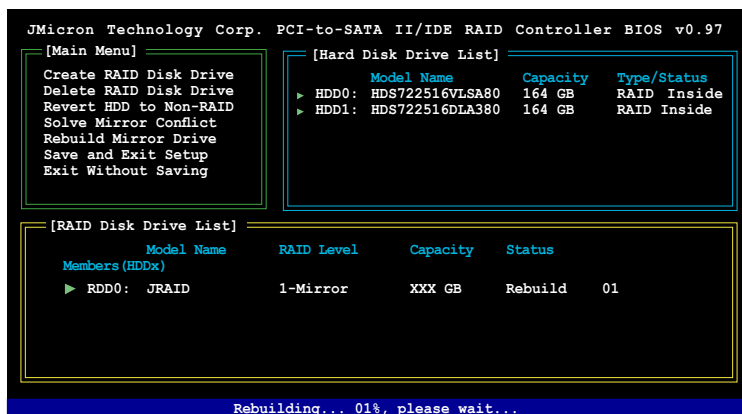 JMicron Technology Corp. PCI-to-SATA II/IDE RAID Controller BIOS v0.97
[Main Menu]
Create RAID Disk Drive
Delete RAID Disk Drive
Revert HDD to Non-RAID
Solve Mirror Conflict
Rebuild Mirror Drive
Save and Exit Setup
Exit Without Saving
[Hard Disk Drive List]
Model Name Capacity Type/Status
HDD0: HDS722516VLSA80 164 GB RAID Inside
HDD1: HDS722516DLA380 164 GB RAID Inside
[RAID Disk Drive List]
Model Name RAID Level Capacity Status
Members(HDDx)
RDD0: JRAID 1-Mirror XXX GB Rebuild 01
Rebuilding... 01%, please wait...